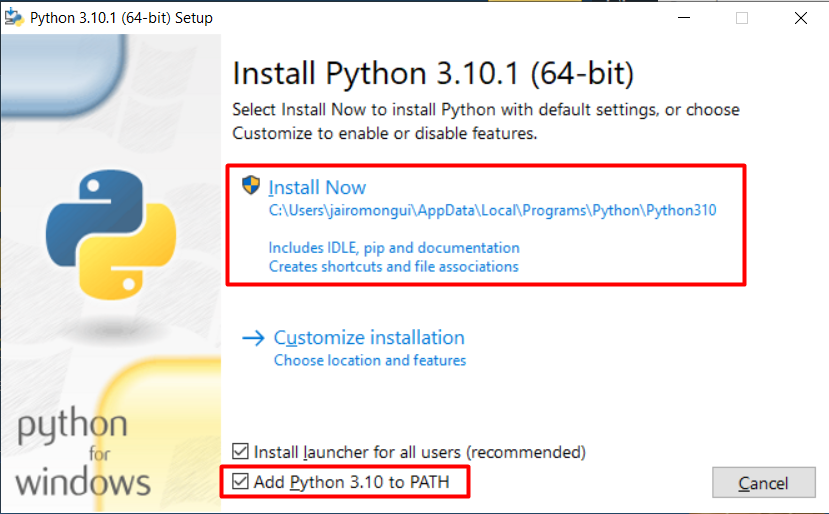 Python 3.10.1 (64-bit) Setup
Install Python 3.10.1 (64-bit)
Select Install Now to install Python with default settings, or choose
Customize to enable or disable features.
Install Now
C:\Users\jairomongui\AppData\Local\Programs\Python\Python310
Includes IDLE, pip and documentation
Creates shortcuts and file associations
Customize installation
Choose location and features
Install launcher for all users (recommended)
Add Python 3.10 to PATH
Cancel
python
for
windows